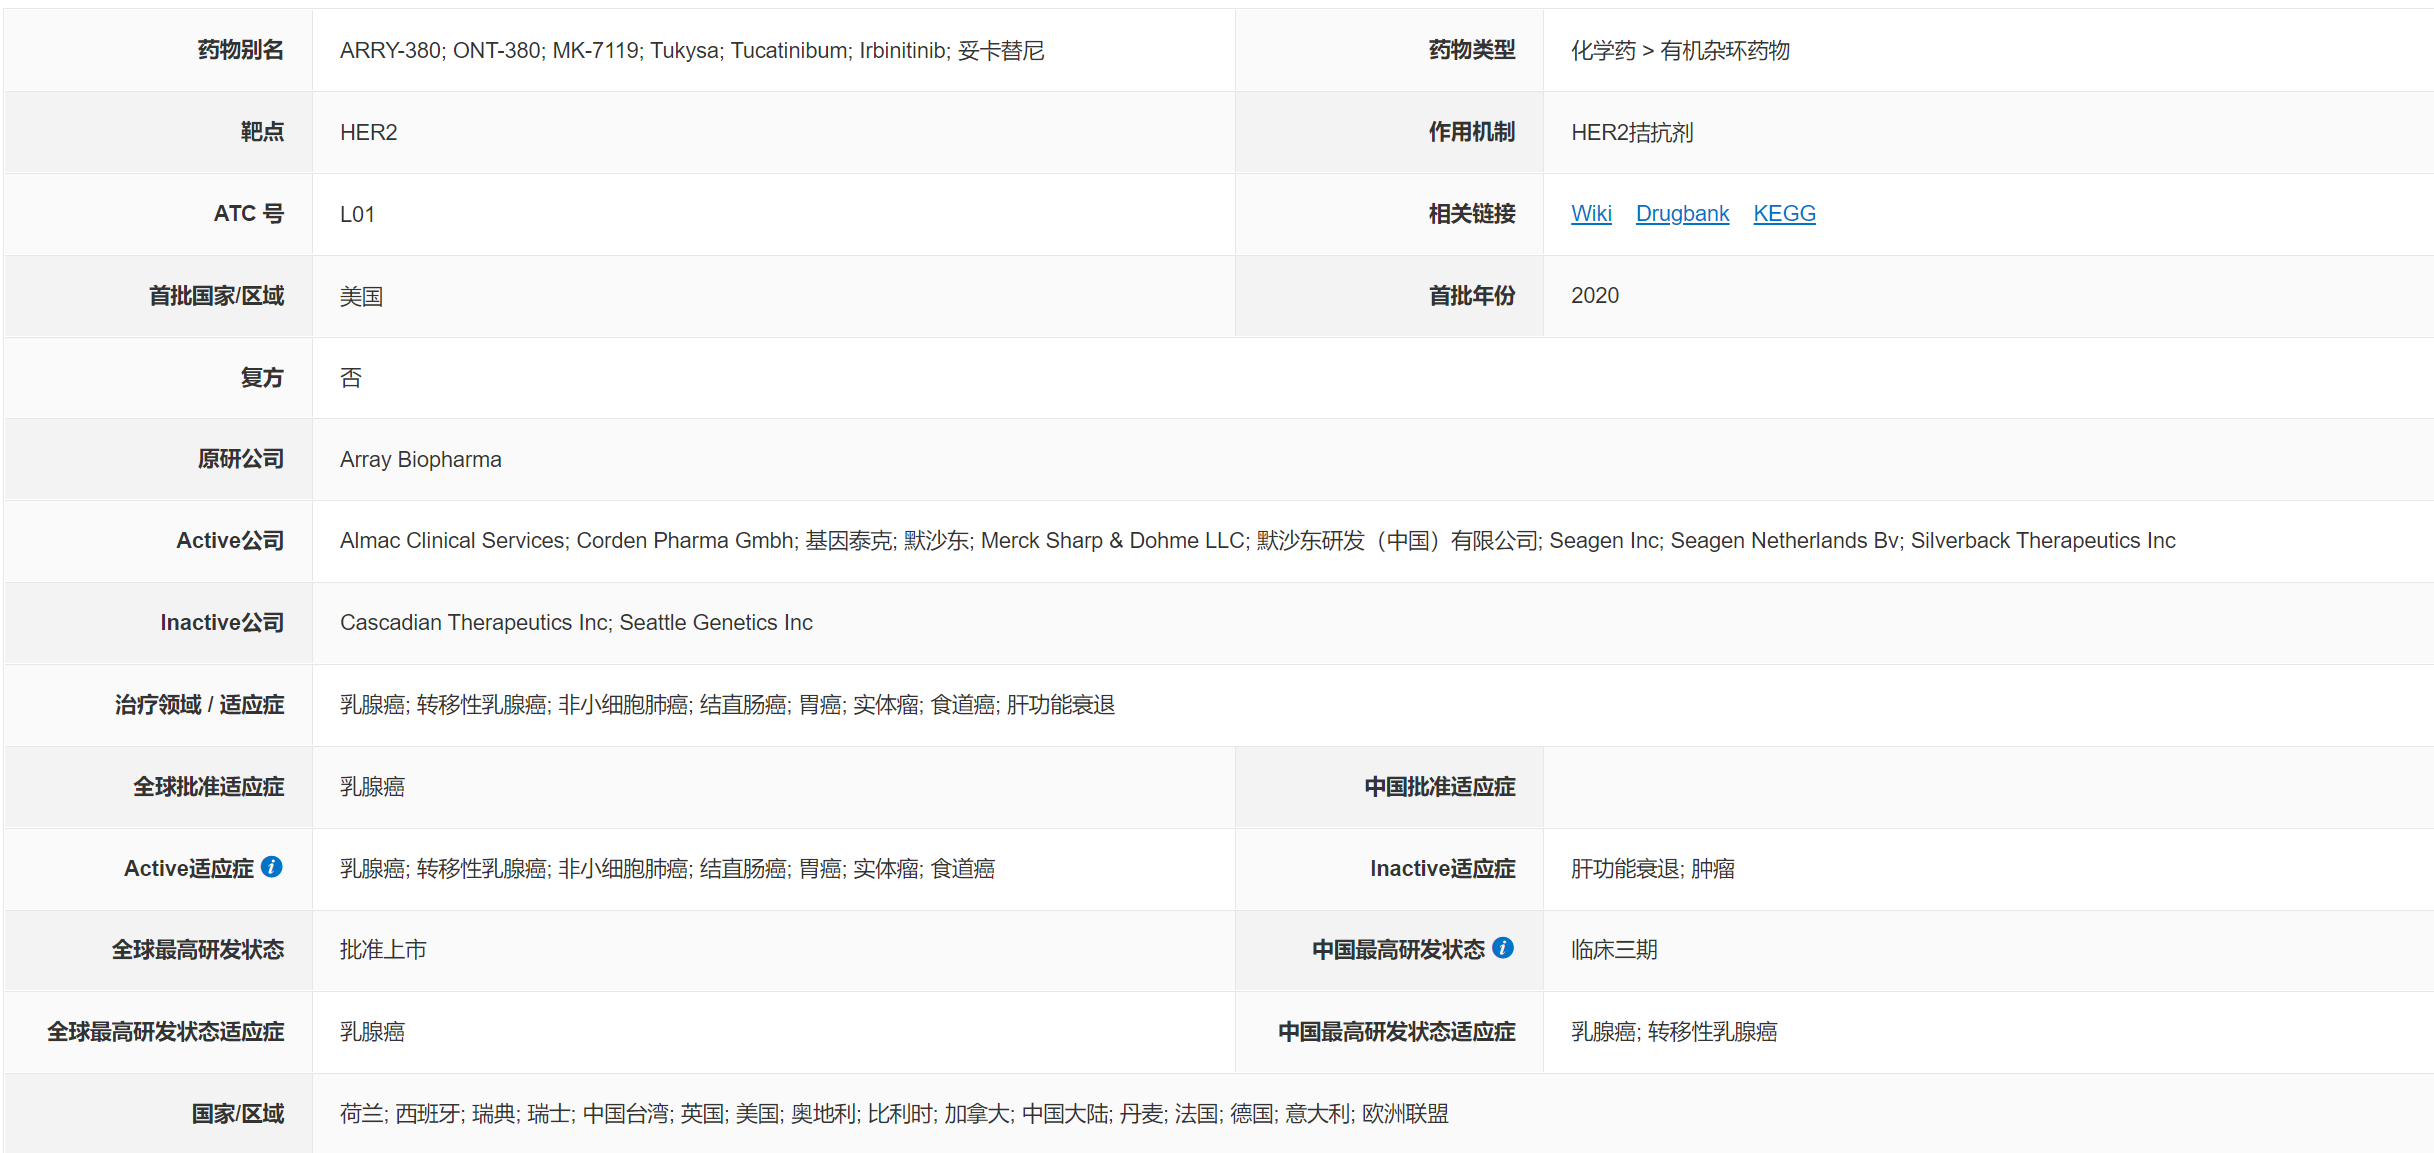 药物别名 ARRY-380; ONT-380; MK-7119; Tukysa; Tucatinibum; Irbinitinib; 妥卡替尼 药物类型 化学药 > 有机杂环药物
靶点 HER2 作用机制 HER2拮抗剂
ATC 号 L01 相关链接 Wiki Drugbank KEGG
首批国家/区域 美国 首批年份 2020
复方 否
原研公司 Array Biopharma
Active公司 Almac Clinical Services; Corden Pharma Gmbh; 基因泰克; 默沙东; Merck Sharp & Dohme LLC; 默沙东研发（中国）有限公司; Seagen Inc; Seagen Netherlands Bv; Silverback Therapeutics Inc
Inactive公司 Cascadian Therapeutics Inc; Seattle Genetics Inc
治疗领域 / 适应症 乳腺癌; 转移性乳腺癌; 非小细胞肺癌; 结直肠癌; 胃癌; 实体瘤; 食道癌; 肝功能衰退
全球批准适应症 乳腺癌 中国批准适应症
Active适应症 i 乳腺癌; 转移性乳腺癌; 非小细胞肺癌; 结直肠癌; 胃癌; 实体瘤; 食道癌 Inactive适应症 肝功能衰退; 肿瘤
全球最高研发状态 批准上市 中国最高研发状态 i 临床三期
全球最高研发状态适应症 乳腺癌 中国最高研发状态适应症 乳腺癌; 转移性乳腺癌
国家/区域 荷兰; 西班牙; 瑞典; 瑞士; 中国台湾; 英国; 美国; 奥地利; 比利时; 加拿大; 中国大陆; 丹麦; 法国; 德国; 意大利; 欧洲联盟